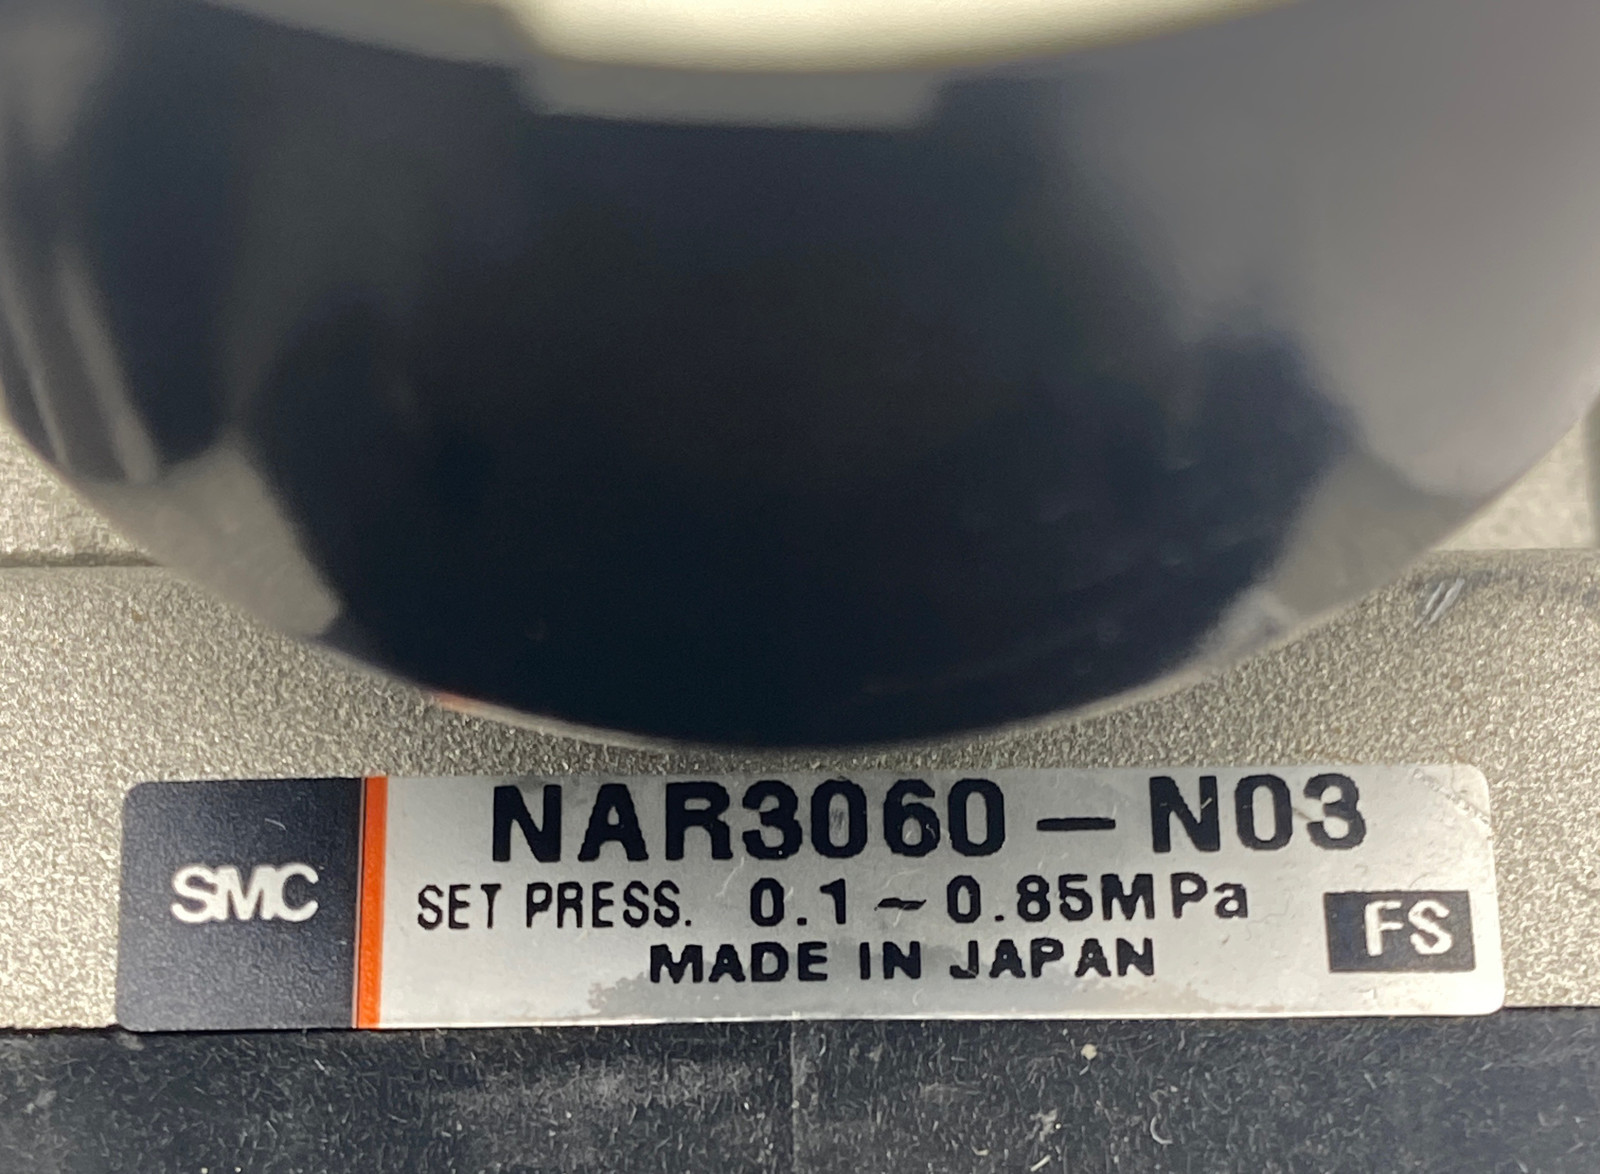 NAR3060-N03
SMC
SET PRESS. 0.1~0.85MPa
FS
MADE IN JAPAN